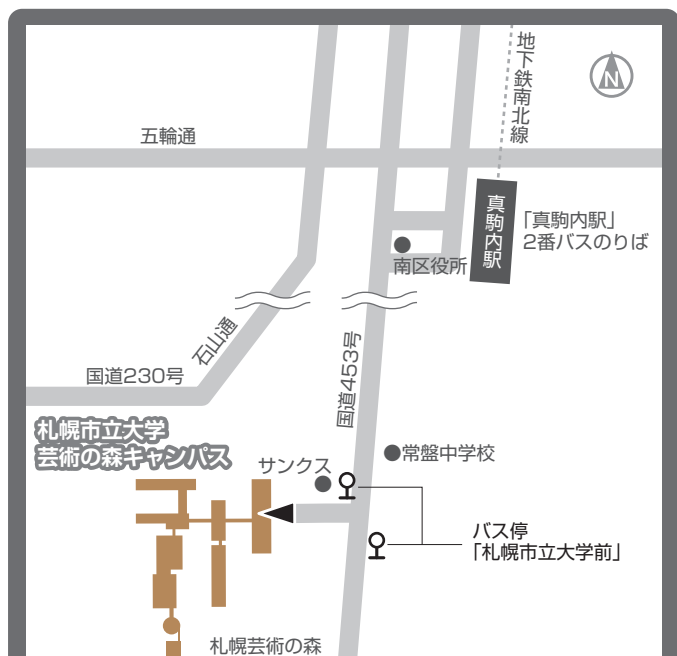 地下鉄南北線
N
五輪通
真駒内駅
「真駒内駅」
2番バスのりば
南区役所
石山通
国道453号
国道230号
札幌市立大学
芸術の森キャンパス
サンクス
常盤中学校
バス停
「札幌市立大学前」
札幌芸術の森